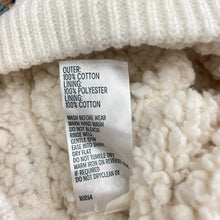 OUTER:
100% COTTON
LINING:
100% POLYESTER
LINING:
100% COTTON
WASH BEFORE WEAR
WARM HAND WASH
DO NOT BLEACH
RINSE WELL
GENTLE SPIN
EASE INTO SHAPE
DRY FLAT
DO NOT TUMBLE DRY
WARM IRON ON REVERSE
IF REQUIRED
DO NOT DRYCLEAN